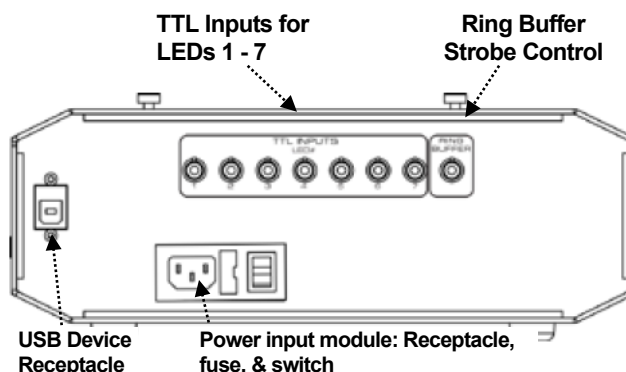 TTL Inputs for
LEDs 1 - 7
Ring Buffer
Strobe Control
TTL INPUTS
LED#
RING
BUFFER
1 2 3 4 5 6 7
USB Device
Receptacle
Power input module: Receptacle,
fuse, & switch